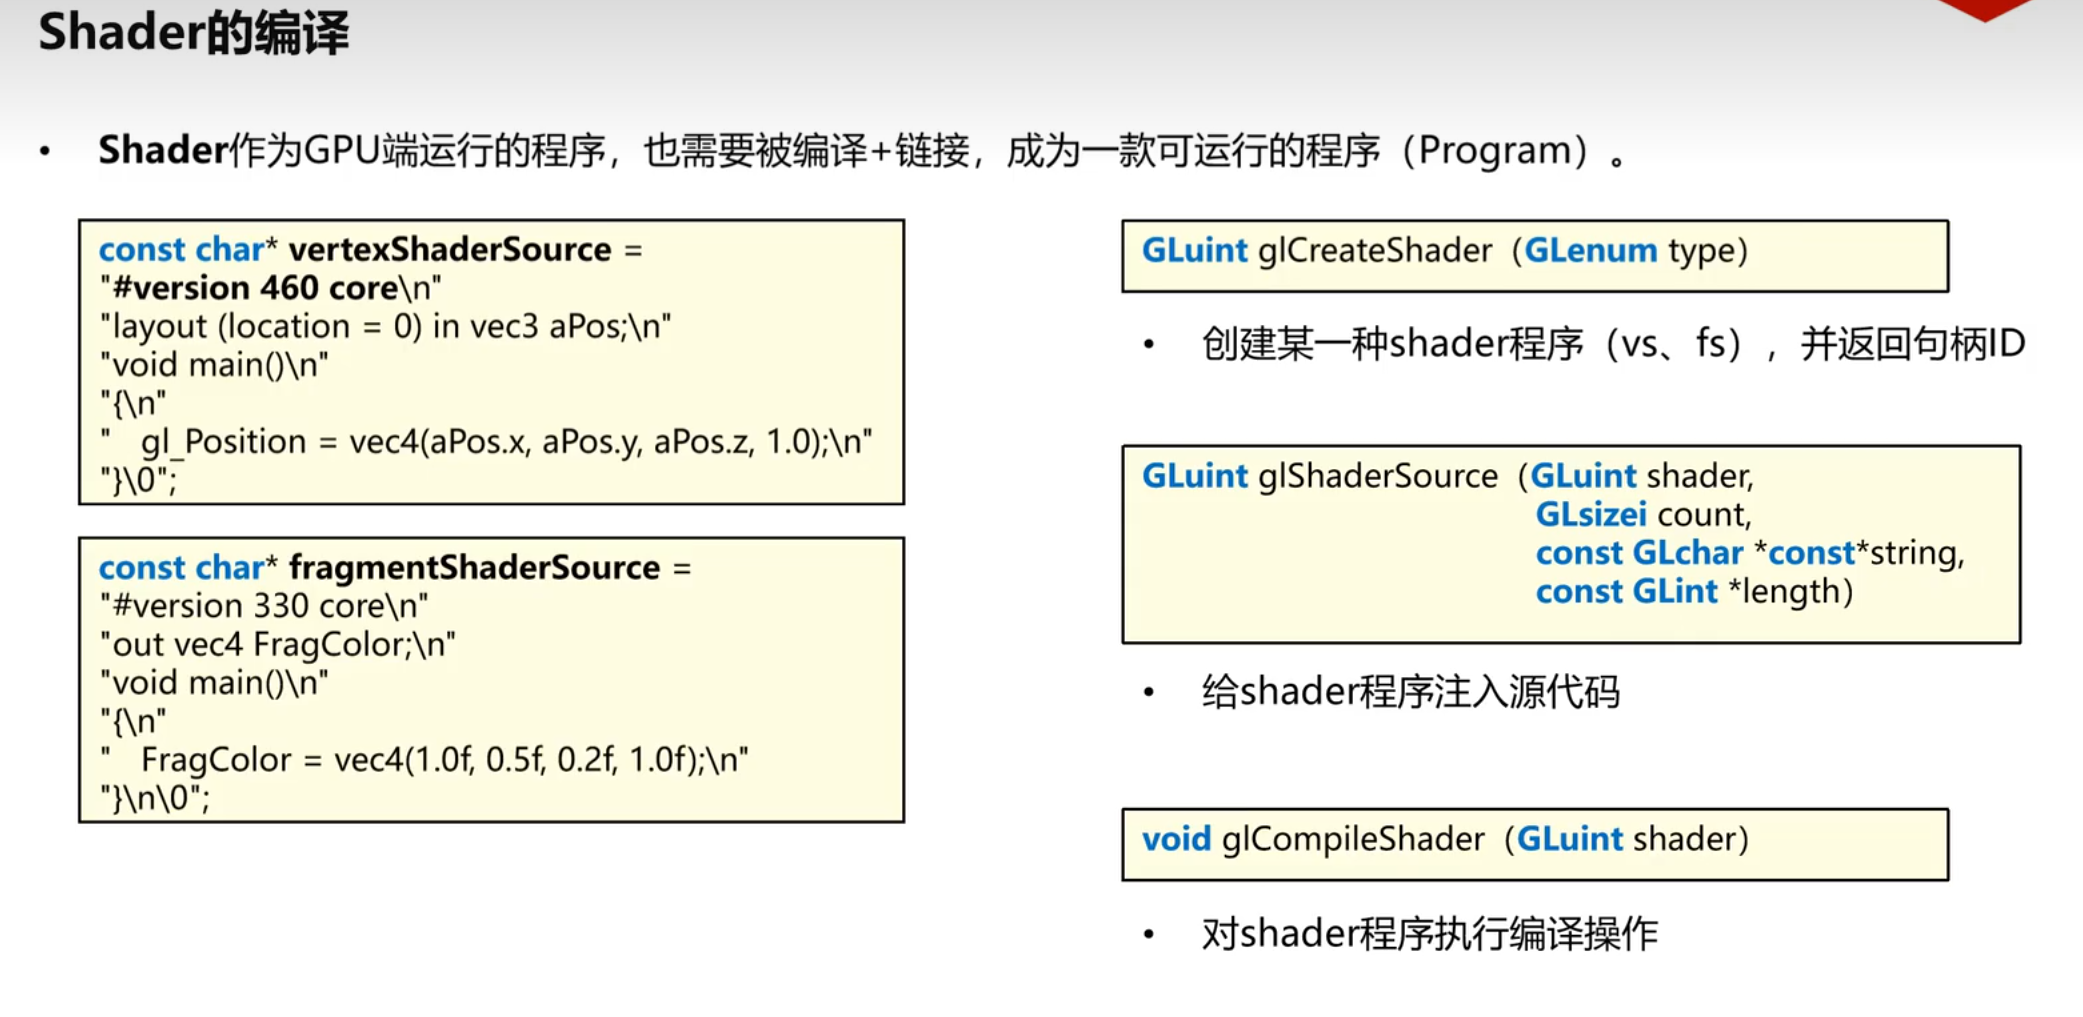 Shader的编译
• Shader作为GPU端运行的程序，也需要被编译+链接，成为一款可运行的程序（Program）。
const char* vertexShaderSource =
"#version 460 core\n"
"layout (location = 0) in vec3 aPos;\n"
"void main()\n"
"{\n"
"   gl_Position = vec4(aPos.x, aPos.y, aPos.z, 1.0);\n"
"}\0";
const char* fragmentShaderSource =
"#version 330 core\n"
"out vec4 FragColor;\n"
"void main()\n"
"{\n"
"   FragColor = vec4(1.0f, 0.5f, 0.2f, 1.0f);\n"
"}\n\0";
GLuint glCreateShader（GLenum type）
• 创建某一种shader程序（vs、fs），并返回句柄ID
GLuint glShaderSource（GLuint shader,
GLsizei count,
const GLchar *const*string,
const GLint *length）
• 给shader程序注入源代码
void glCompileShader（GLuint shader）
• 对shader程序执行编译操作